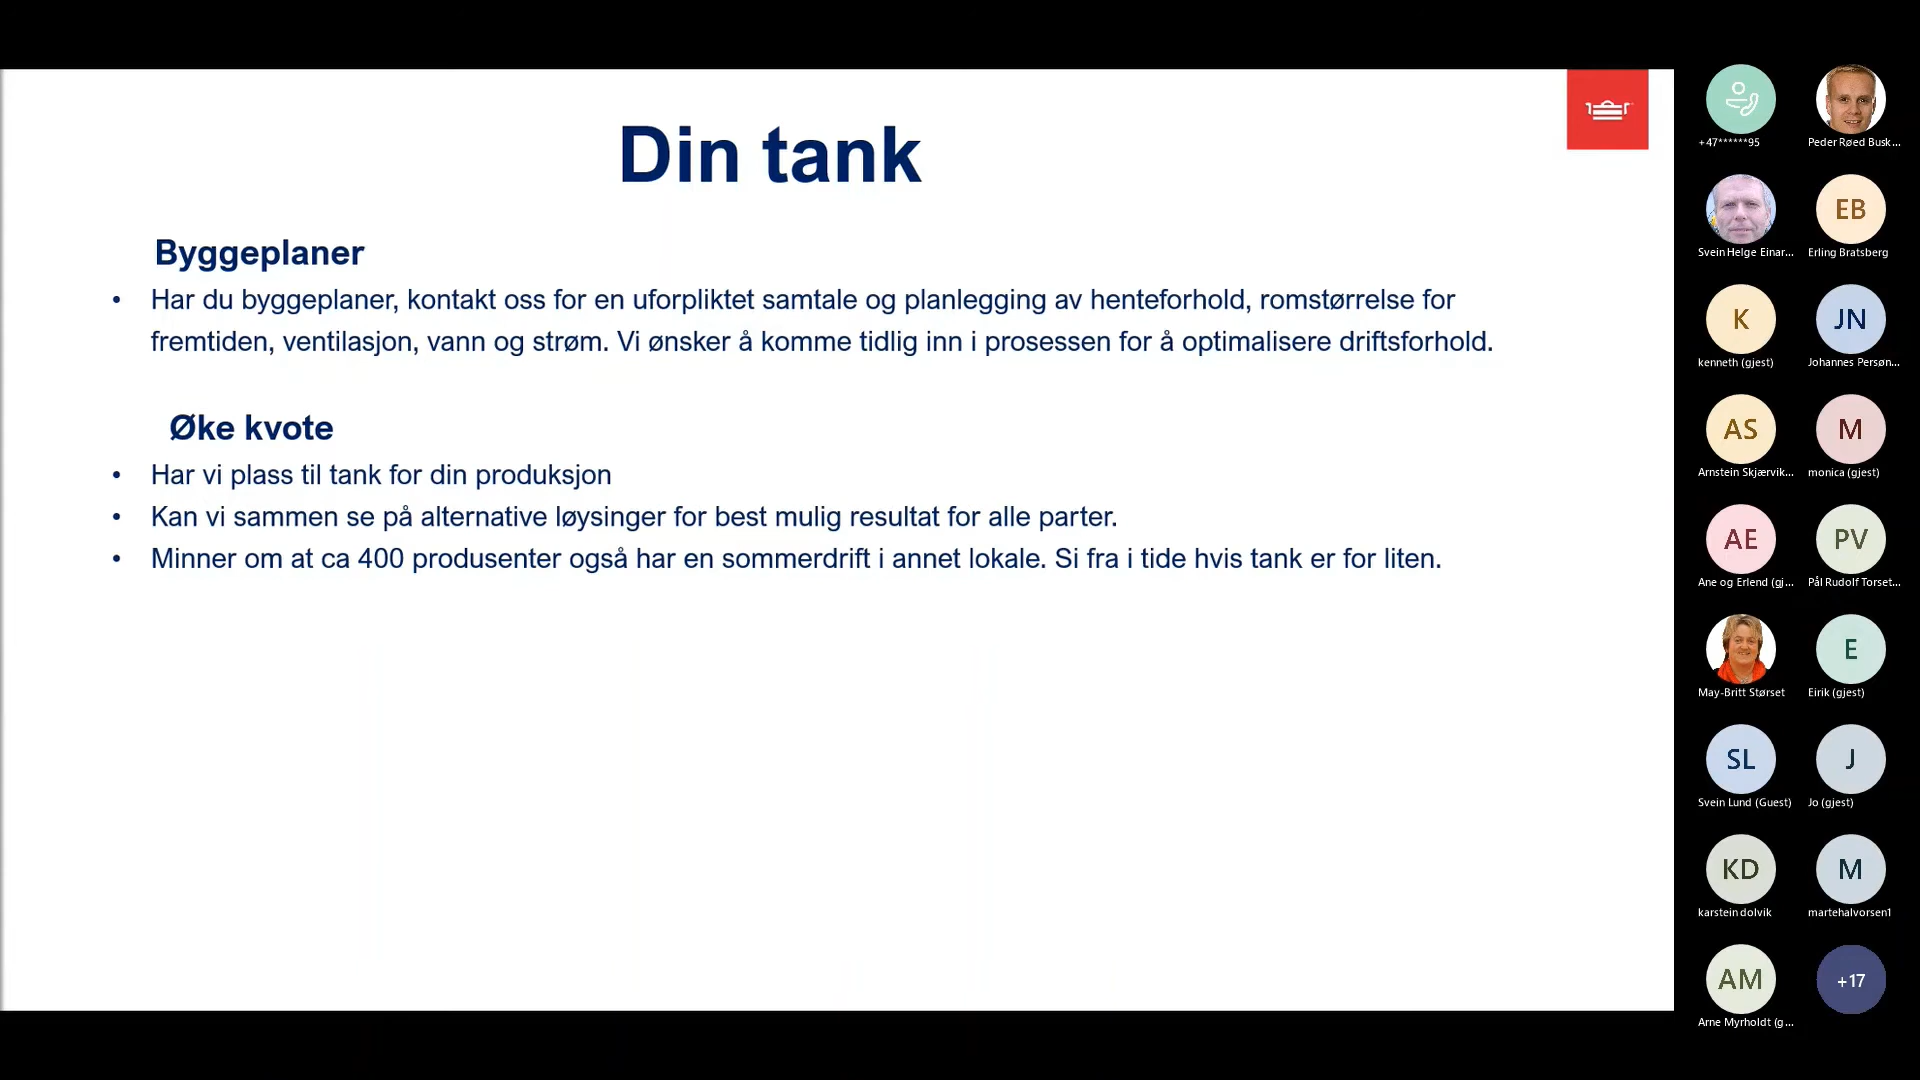 Din tank
Byggeplaner
• Har du byggeplaner, kontakt oss for en uforpliktet samtale og planlegging av henteforhold, romstørrelse for
fremtiden, ventilasjon, vann og strøm. Vi ønsker å komme tidlig inn i prosessen for å optimalisere driftsforhold.
Øke kvote
• Har vi plass til tank for din produksjon
• Kan vi sammen se på alternative løysinger for best mulig resultat for alle parter.
• Minner om at ca 400 produsenter også har en sommerdrift i annet lokale. Si fra i tide hvis tank er for liten.
+47******95
Peder Røed Busk...
Svein Helge Einar...
EB
Erling Bratsberg
K
kenneth (gjest)
JN
Johannes Persøn...
AS
Arnstein Skjærvik...
M
monica (gjest)
AE
Ane og Erlend (gj...
PV
Pål Rudolf Torset...
May-Britt Størset
E
Eirik (gjest)
SL
Svein Lund (Guest)
J
Jo (gjest)
KD
karstein dolvik
M
martehalvorsen1
AM
Arne Myrholdt (g...
+17